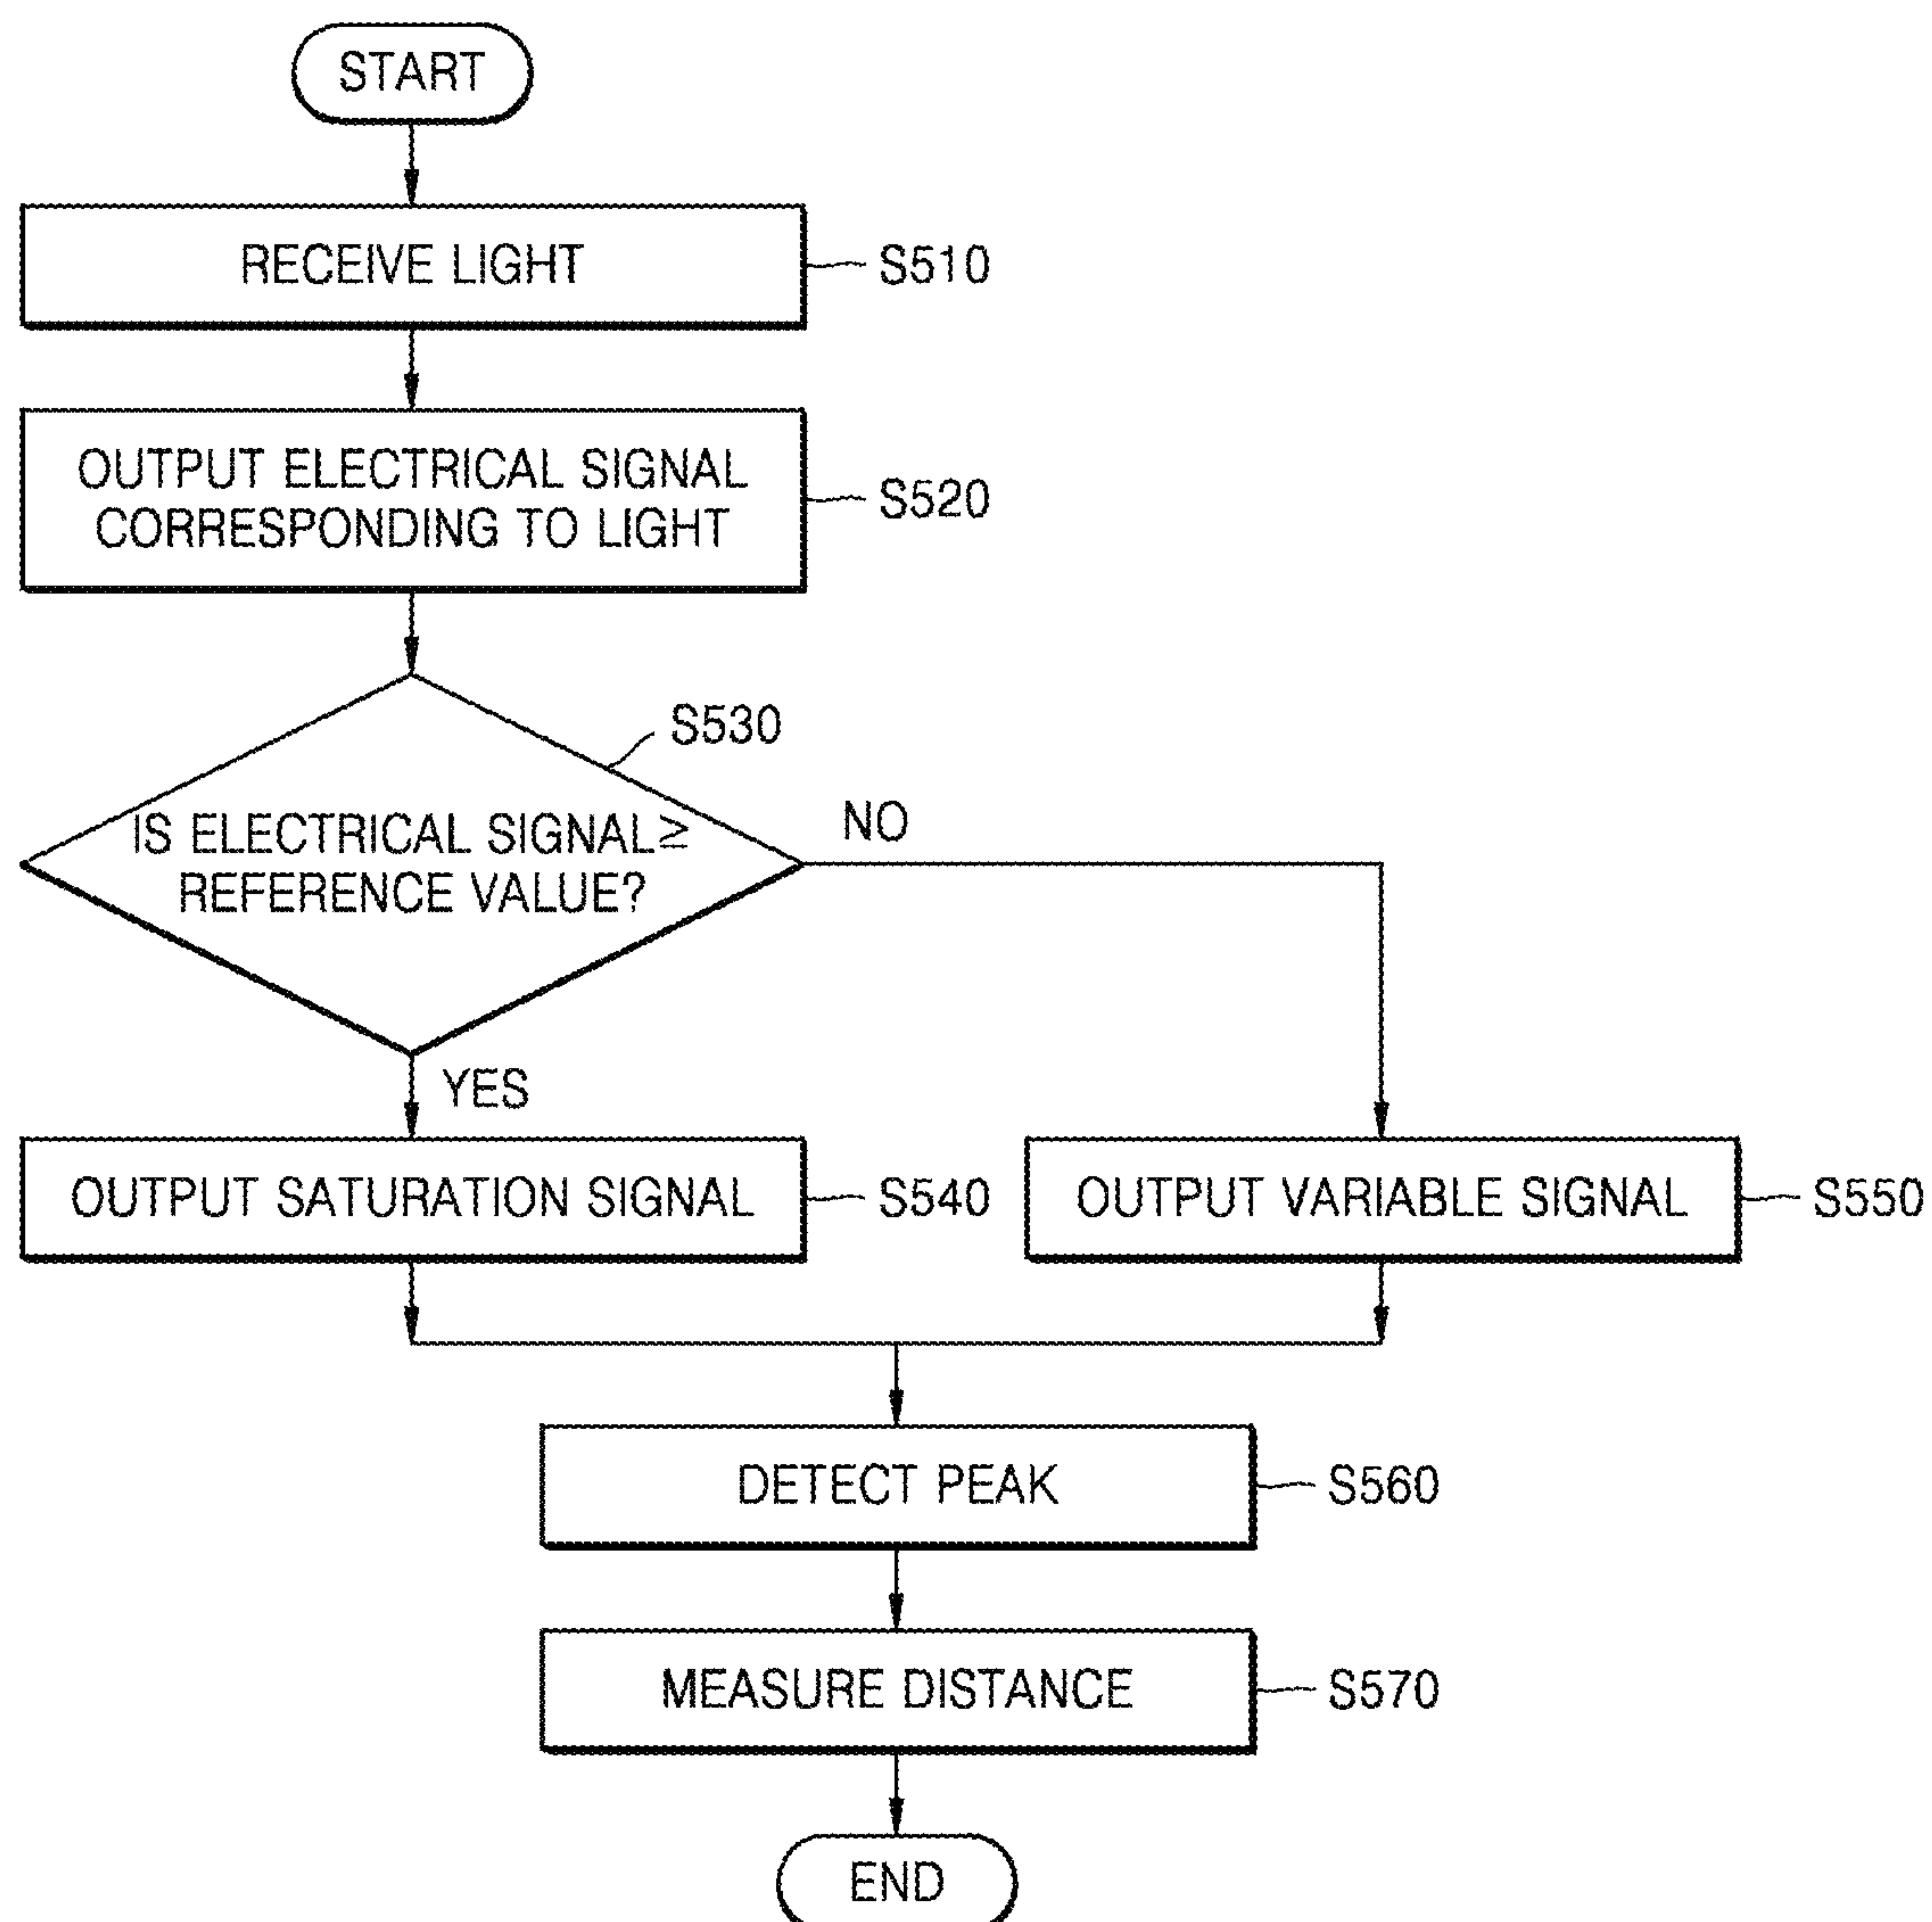 START
RECEIVE LIGHT
S510
OUTPUT ELECTRICAL SIGNAL
CORRESPONDING TO LIGHT
S520
S530
IS ELECTRICAL SIGNAL≥
REFERENCE VALUE?
NO
YES
OUTPUT SATURATION SIGNAL
S540
OUTPUT VARIABLE SIGNAL
S550
DETECT PEAK
S560
MEASURE DISTANCE
S570
END